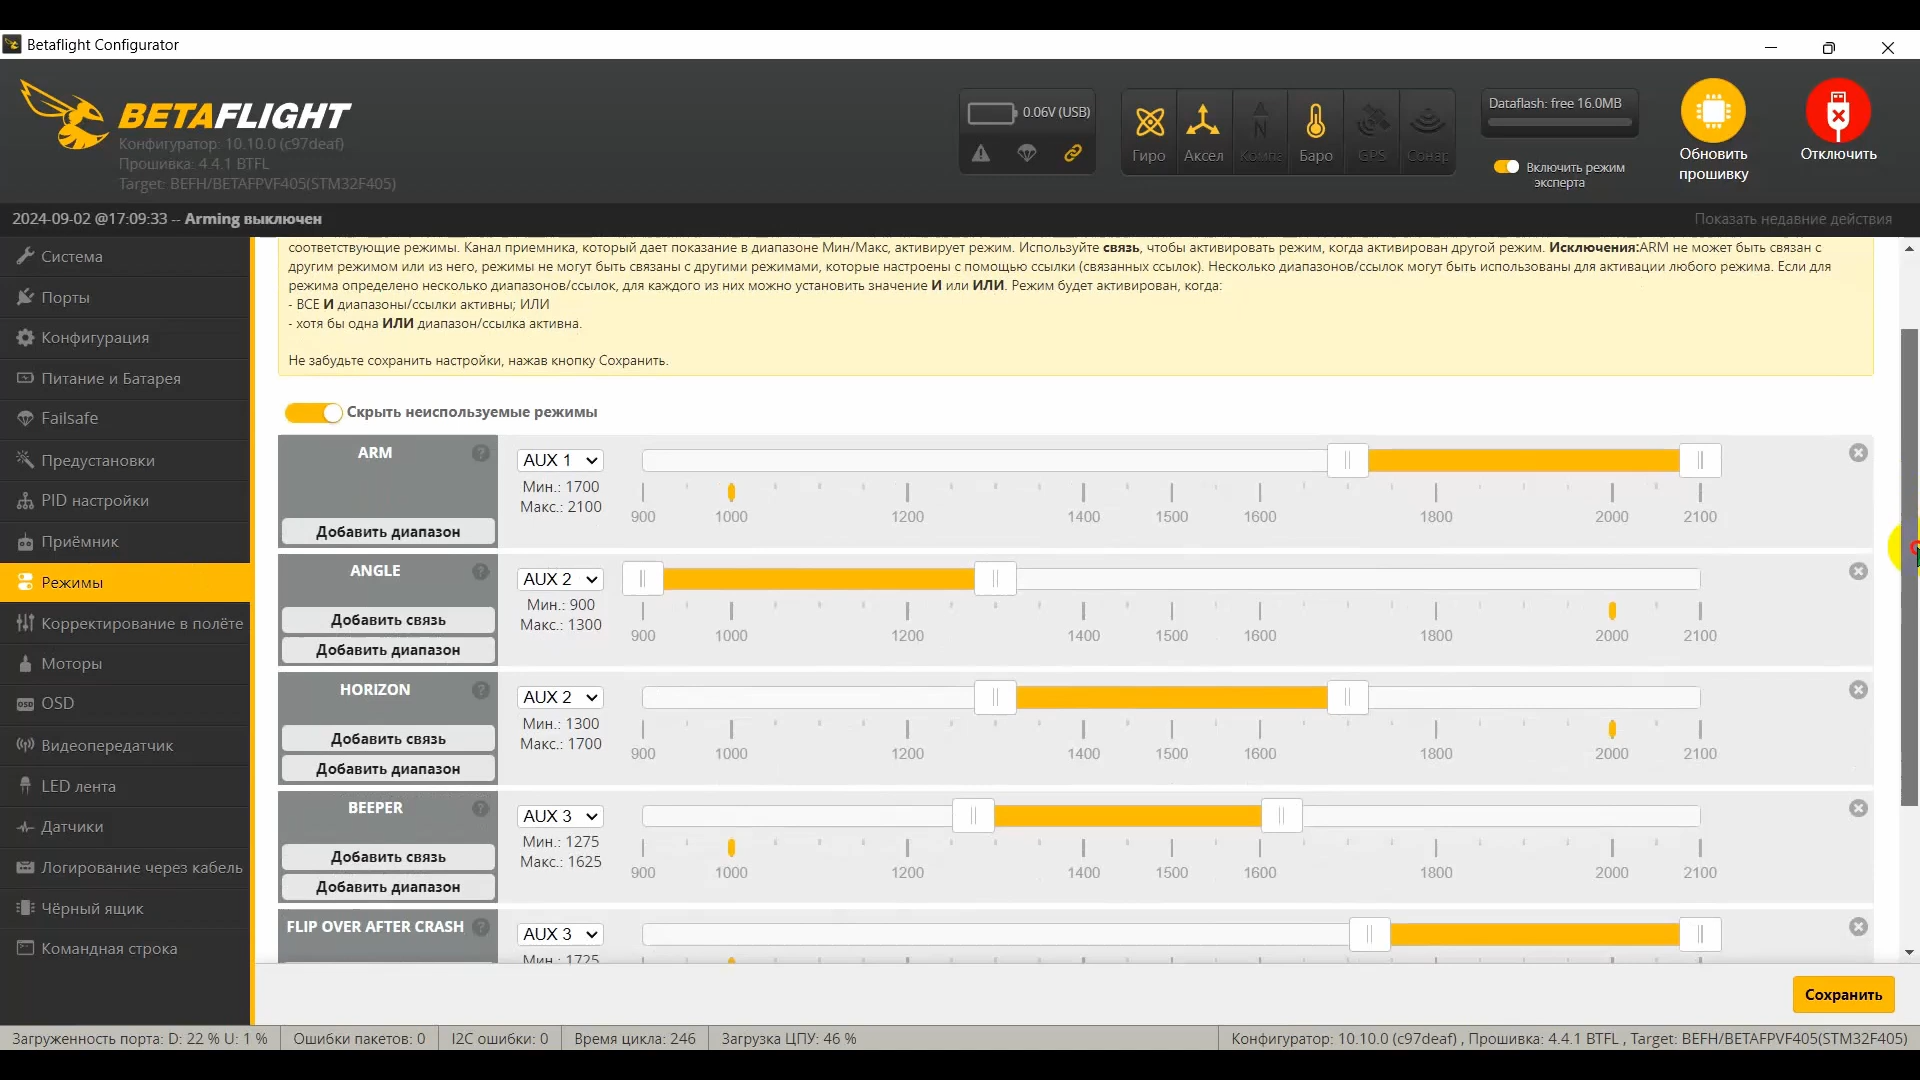 Betaflight Configurator
BETAFLIGHT
Конфигуратор: 10.10.0 (c97deaf)
Прошивка: 4.4.1 BTFL
Target: BEFH/BETAFPVF405(STM32F405)
0.06V (USB)
Гиро
Аксел
Компа
Баро
GPS
Сонар
Dataflash: free 16.0MB
Включить режим
эксперта
Обновить
прошивку
Отключить
2024-09-02 @17:09:33 -- Arming выключен
Показать недавние действия
Система
Порты
Конфигурация
Питание и Батарея
Failsafe
Предустановки
PID настройки
Приёмник
Режимы
Корректирование в полёте
Моторы
OSD
Видеопередатчик
LED лента
Датчики
Логирование через кабель
Чёрный ящик
Командная строка
соответствующие режимы. Канал приемника, который дает показание в диапазоне Мин/Макс, активирует режим. Используйте связь, чтобы активировать режим, когда активирован другой режим. Исключения:ARM не может быть связан с
другим режимом или из него, режимы не могут быть связаны с другими режимами, которые настроены с помощью ссылки (связанных ссылок). Несколько диапазонов/ссылок могут быть использованы для активации любого режима. Если для
режима определено несколько диапазонов/ссылок, для каждого из них можно установить значение И или ИЛИ. Режим будет активирован, когда:
- ВСЕ И диапазоны/ссылки активны; ИЛИ
- хотя бы одна ИЛИ диапазон/ссылка активна.
Не забудьте сохранить настройки, нажав кнопку Сохранить.
Скрыть неиспользуемые режимы
ARM
Добавить диапазон
AUX 1
Мин.: 1700
Макс.: 2100
900 1000 1200 1400 1500 1600 1800 2000 2100
ANGLE
Добавить связь
Добавить диапазон
AUX 2
Мин.: 900
Макс.: 1300
900 1000 1200 1400 1500 1600 1800 2000 2100
HORIZON
Добавить связь
Добавить диапазон
AUX 2
Мин.: 1300
Макс.: 1700
900 1000 1200 1400 1500 1600 1800 2000 2100
BEEPER
Добавить связь
Добавить диапазон
AUX 3
Мин.: 1275
Макс.: 1625
900 1000 1200 1400 1500 1600 1800 2000 2100
FLIP OVER AFTER CRASH
AUX 3
Мин.: 1725
Сохранить
Загруженность порта: D: 22 % U: 1 %
Ошибки пакетов: 0
I2C ошибки: 0
Время цикла: 246
Загрузка ЦПУ: 46 %
Конфигуратор: 10.10.0 (c97deaf) , Прошивка: 4.4.1 BTFL , Target: BEFH/BETAFPVF405(STM32F405)